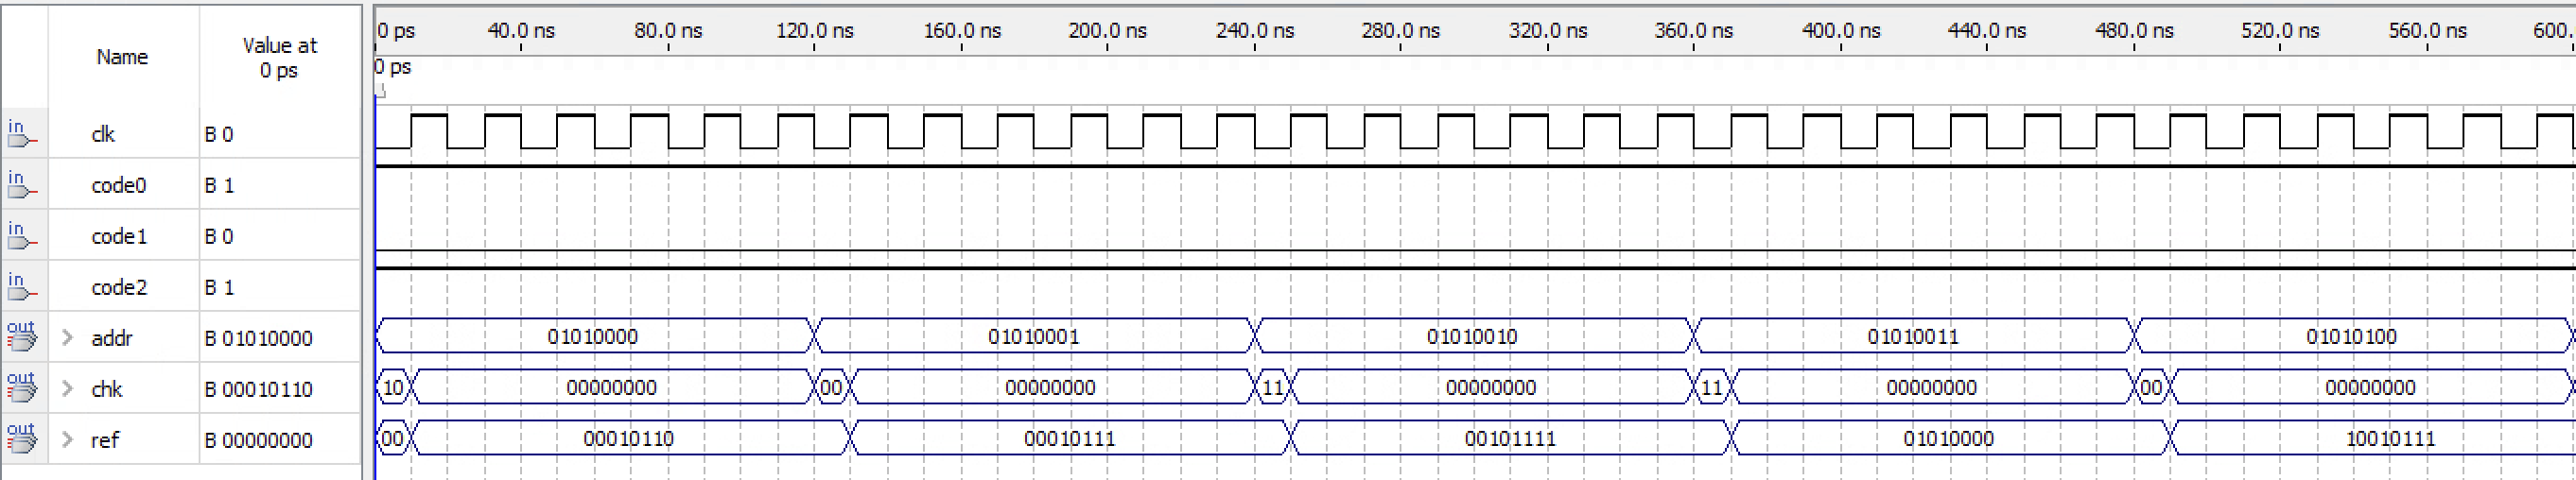 Name
Value at
0 ps
0 ps 40.0 ns 80.0 ns 120.0 ns 160.0 ns 200.0 ns 240.0 ns 280.0 ns 320.0 ns 360.0 ns 400.0 ns 440.0 ns 480.0 ns 520.0 ns 560.0 ns 600.
0 ps
in clk B 0
in code0 B 1
in code1 B 0
in code2 B 1
out addr B 01010000 01010000 01010001 01010010 01010011 01010100
out chk B 00010110 10 00000000 00 00000000 11 00000000 11 00000000 00 00000000
out ref B 00000000 00 00010110 00010111 00101111 01010000 10010111